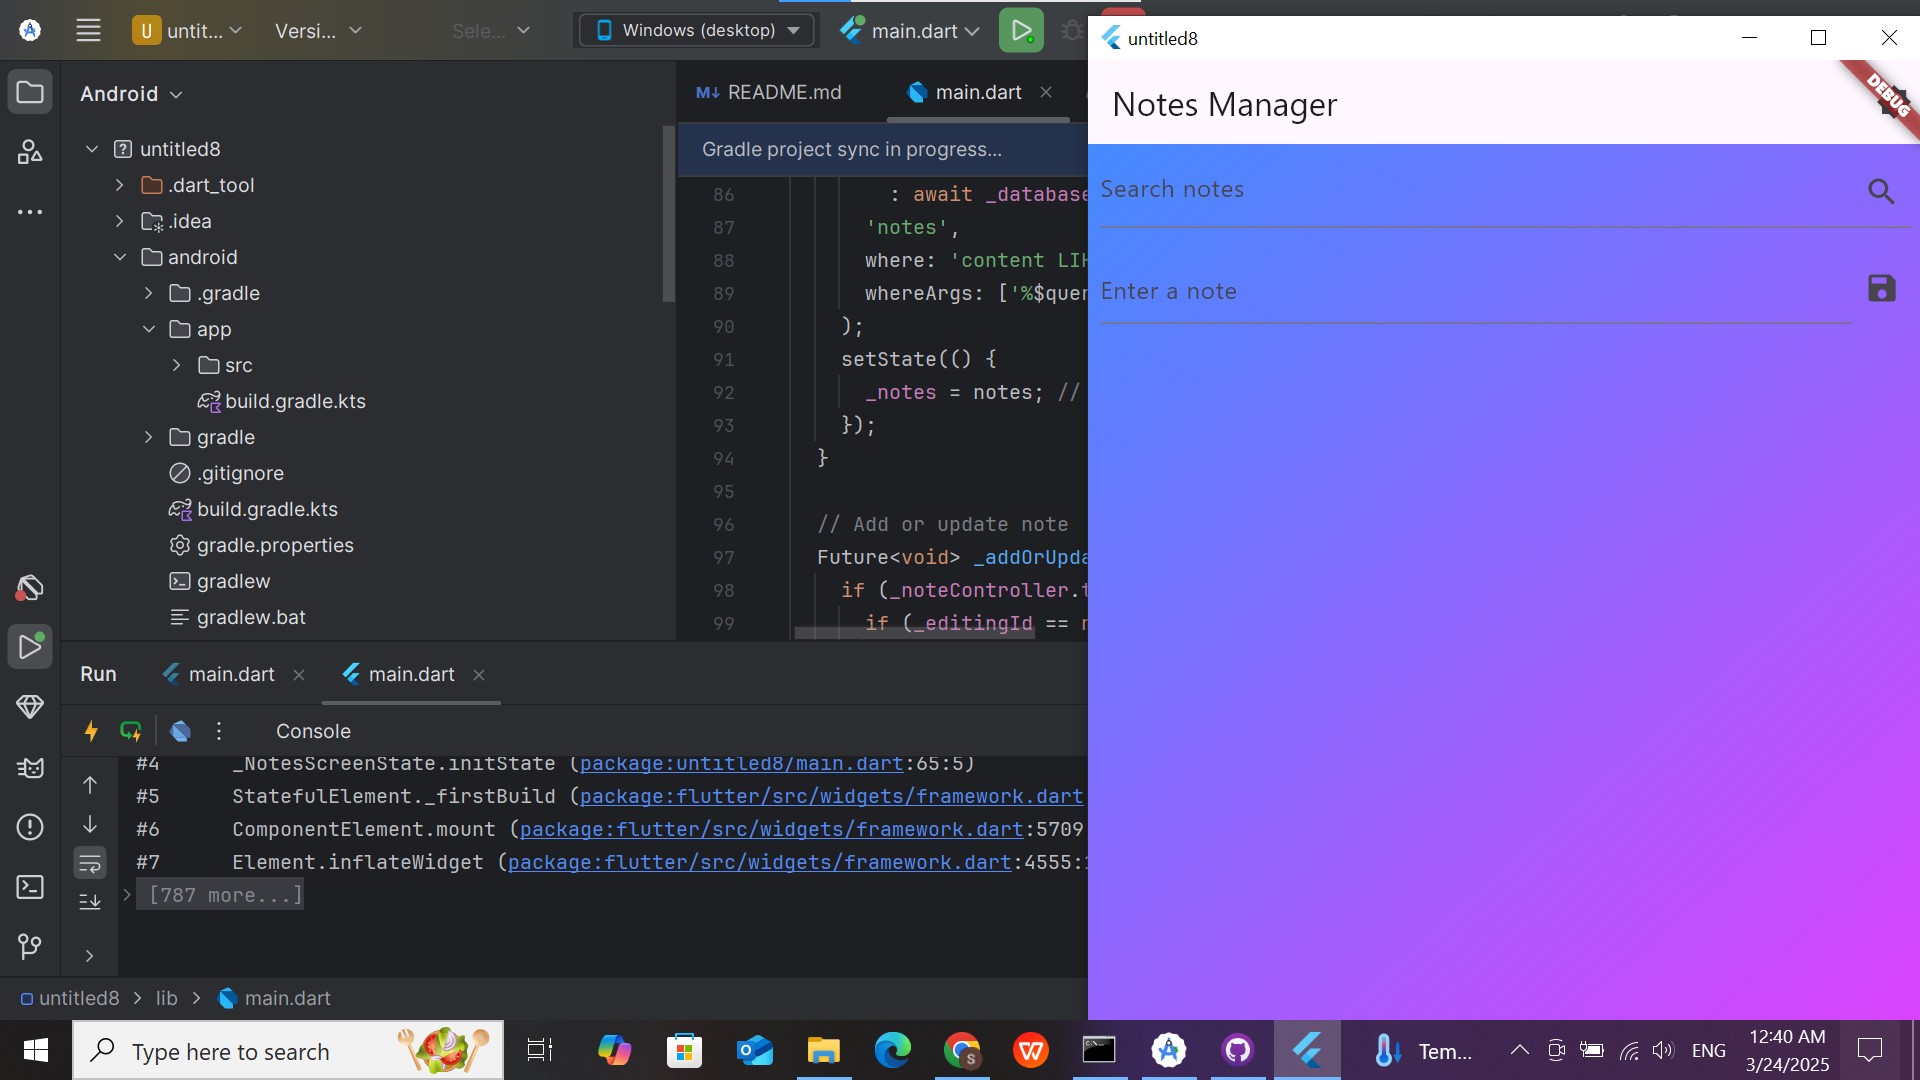 U untit...
Versi...
Sele...
Windows (desktop)
main.dart
Android
untitled8
.dart_tool
.idea
android
.gradle
app
src
build.gradle.kts
gradle
.gitignore
build.gradle.kts
gradle.properties
gradlew
gradlew.bat
M↓ README.md
main.dart
Gradle project sync in progress...
86 : await _database
87 'notes',
88 where: 'content LIK
89 whereArgs: ['%$quer
90 );
91 setState(() {
92 _notes = notes; //
93 });
94 }
95
96 // Add or update note
97 Future<void> _addOrUpda
98 if (_noteController.t
99 if (_editingId == n
Run
main.dart
main.dart
Console
#4 _NotesScreenState.initState (package:untitled8/main.dart:65:5)
#5 StatefulElement._firstBuild (package:flutter/src/widgets/framework.dart
#6 ComponentElement.mount (package:flutter/src/widgets/framework.dart:5709
#7 Element.inflateWidget (package:flutter/src/widgets/framework.dart:4555:
[787 more...]
untitled8 > lib > main.dart
untitled8
Notes Manager
DEBUG
Search notes
Enter a note
Type here to search
S
W
Tem...
ENG
12:40 AM
3/24/2025